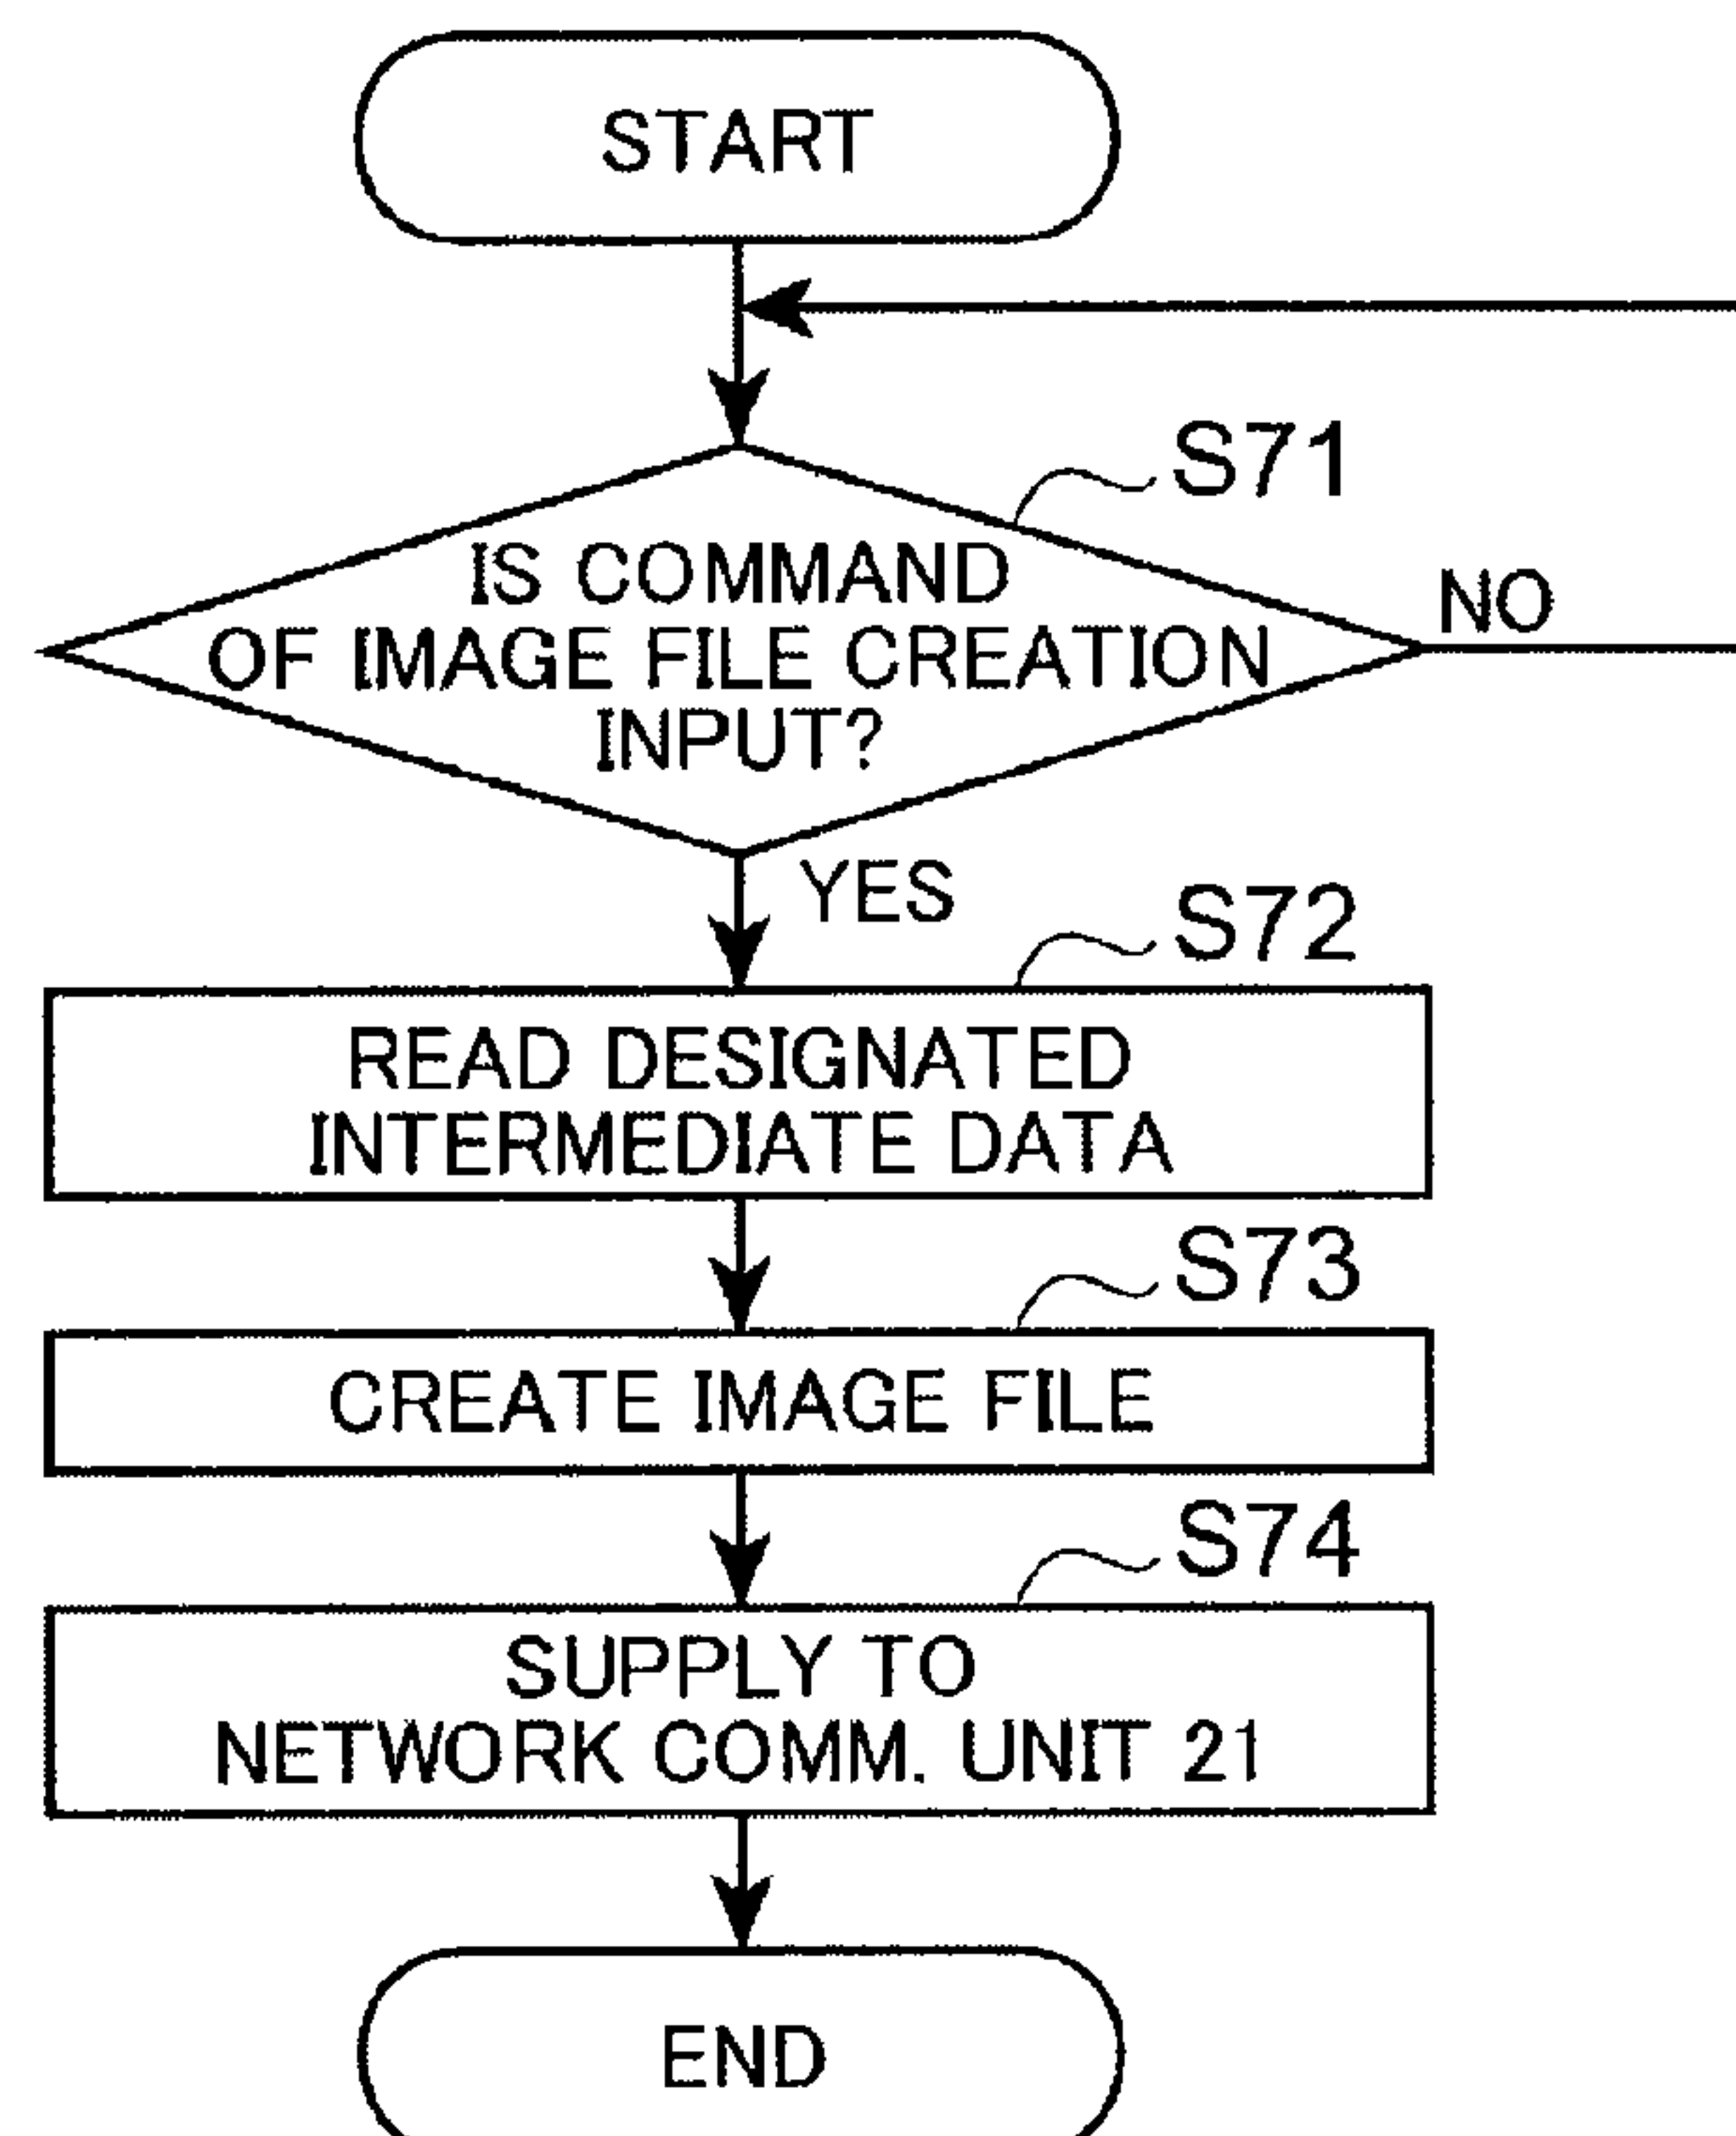 START
S71
IS COMMAND
OF IMAGE FILE CREATION
INPUT?
NO
YES
S72
READ DESIGNATED
INTERMEDIATE DATA
S73
CREATE IMAGE FILE
S74
SUPPLY TO
NETWORK COMM. UNIT 21
END